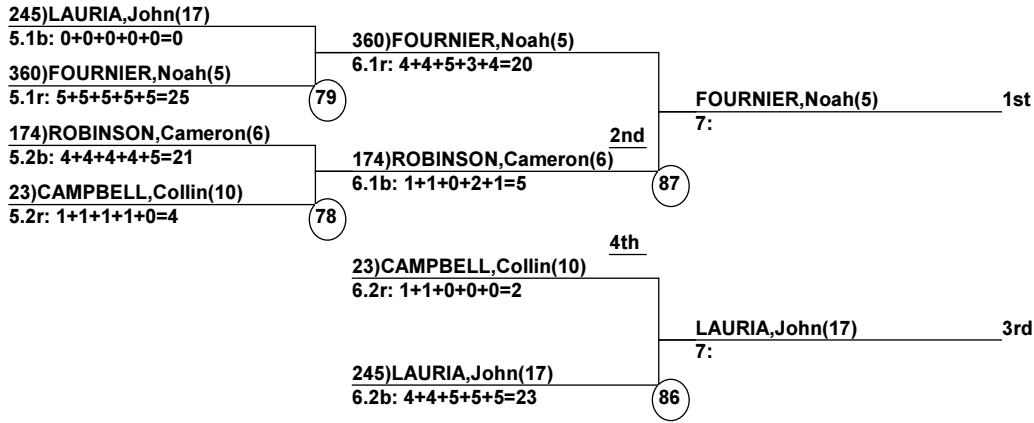 245)LAURIA,John(17)
5.1b: 0+0+0+0+0=0
360)FOURNIER,Noah(5)
5.1r: 5+5+5+5+5=25
79
174)ROBINSON,Cameron(6)
5.2b: 4+4+4+4+5=21
23)CAMPBELL,Collin(10)
5.2r: 1+1+1+1+0=4
78
360)FOURNIER,Noah(5)
6.1r: 4+4+5+3+4=20
2nd
174)ROBINSON,Cameron(6)
6.1b: 1+1+0+2+1=5
87
4th
23)CAMPBELL,Collin(10)
6.2r: 1+1+0+0+0=2
245)LAURIA,John(17)
6.2b: 4+4+5+5+5=23
86
FOURNIER,Noah(5) 1st
7:
LAURIA,John(17) 3rd
7: